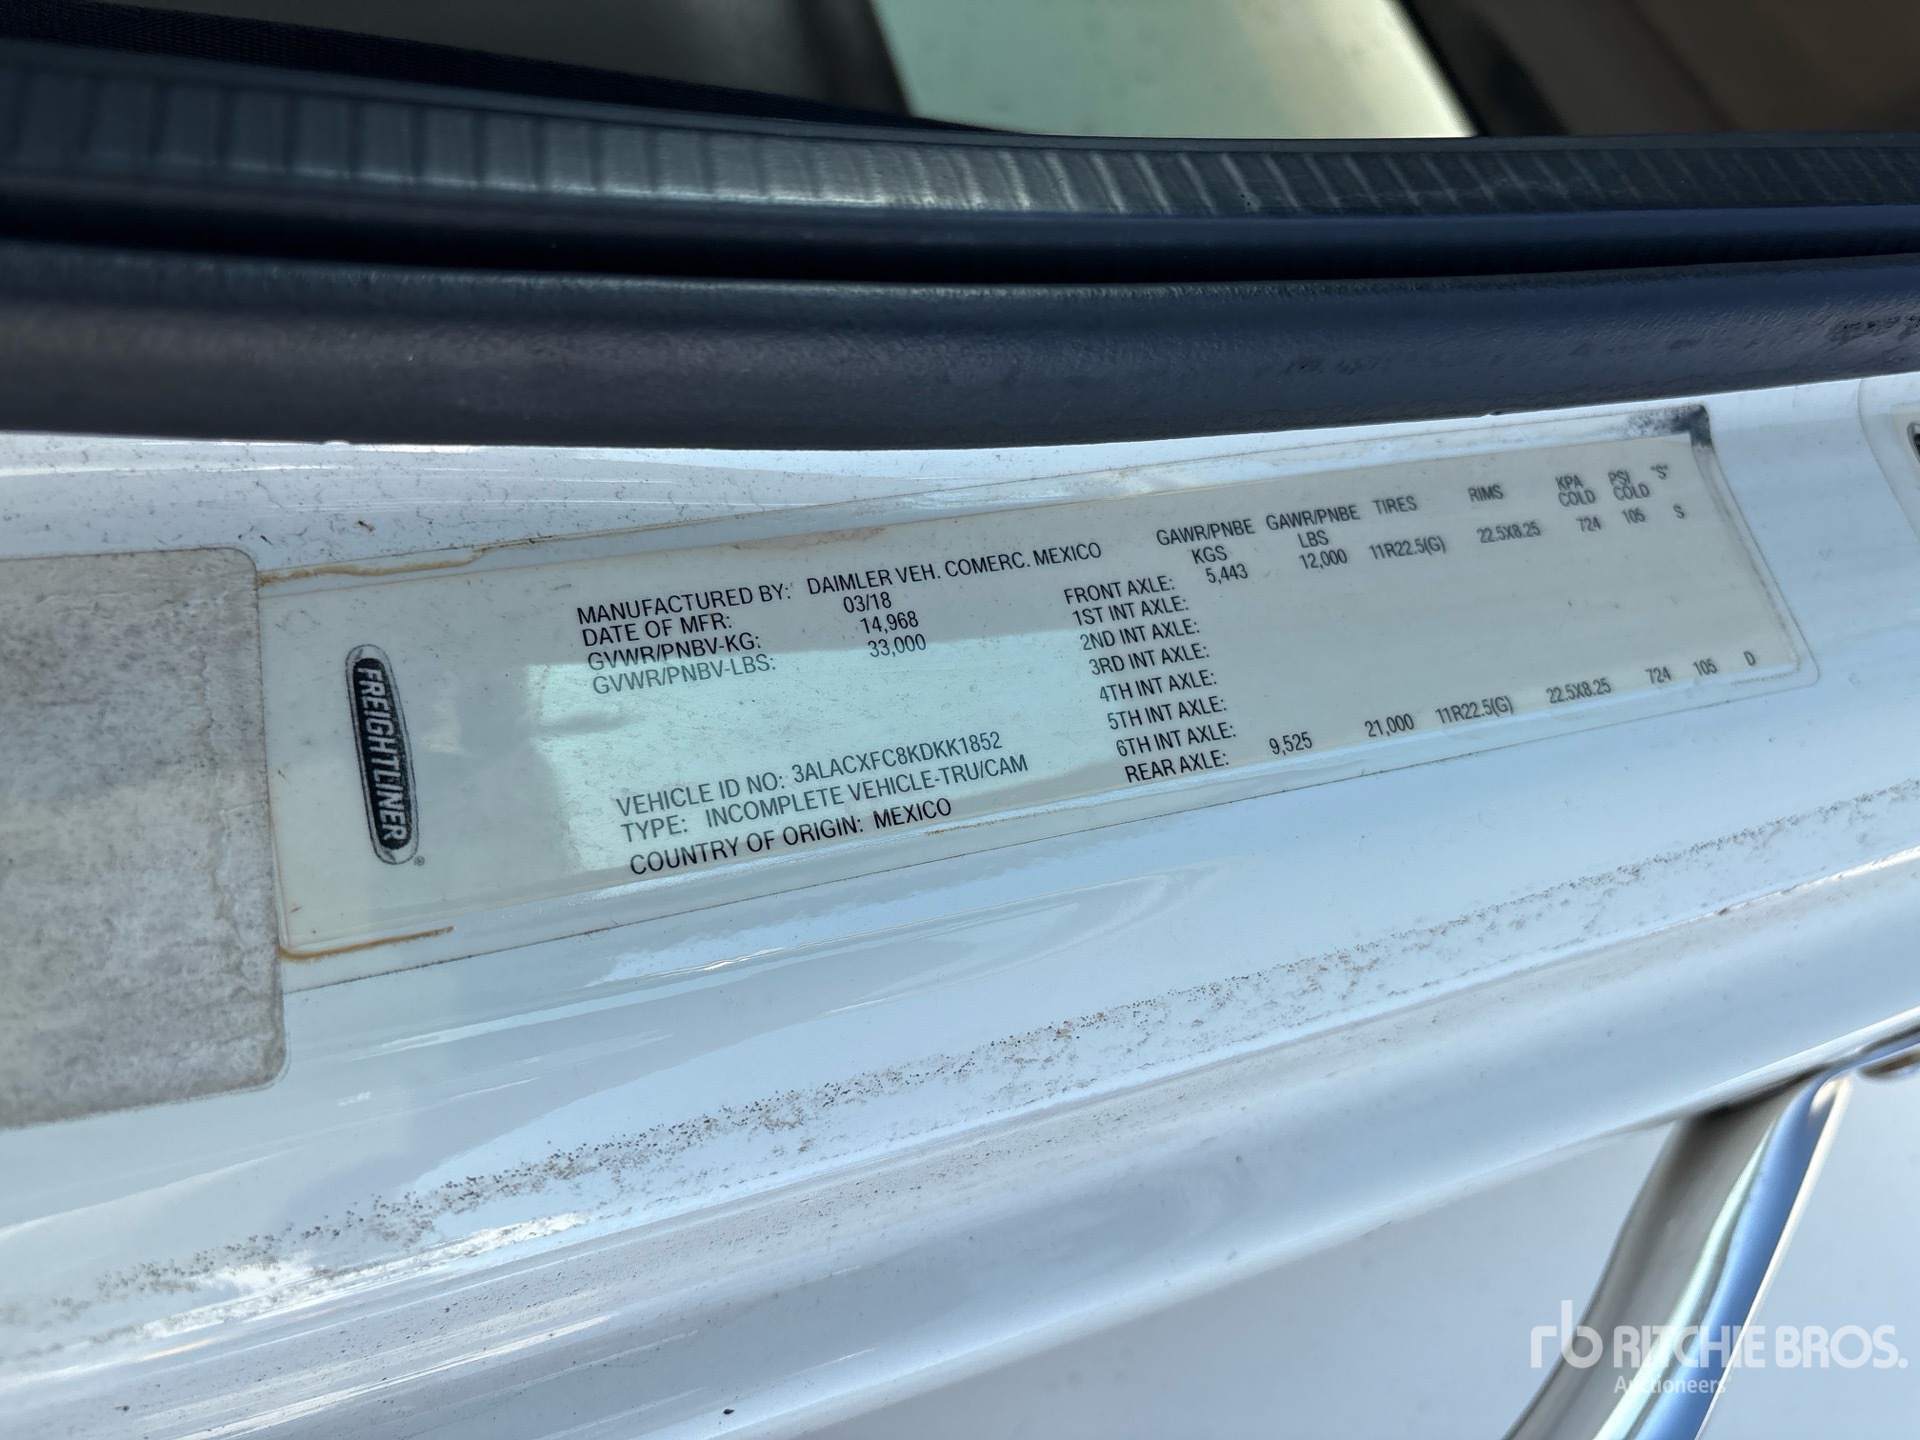 FREIGHTLINER®
MANUFACTURED BY: DAIMLER VEH. COMERC. MEXICO
DATE OF MFR: 03/18
GVWR/PNBV-KG: 14,968
GVWR/PNBV-LBS: 33,000
VEHICLE ID NO: 3ALACXFC8KDKK1852
TYPE: INCOMPLETE VEHICLE-TRU/CAM
COUNTRY OF ORIGIN: MEXICO
GAWR/PNBE KGS GAWR/PNBE LBS TIRES RIMS KPA COLD PSI COLD "S"
FRONT AXLE: 5,443 12,000 11R22.5(G) 22.5X8.25 724 105 S
1ST INT AXLE:
2ND INT AXLE:
3RD INT AXLE:
4TH INT AXLE:
5TH INT AXLE:
6TH INT AXLE:
REAR AXLE: 9,525 21,000 11R22.5(G) 22.5X8.25 724 105 D
rb RITCHIE BROS.
Auctioneers